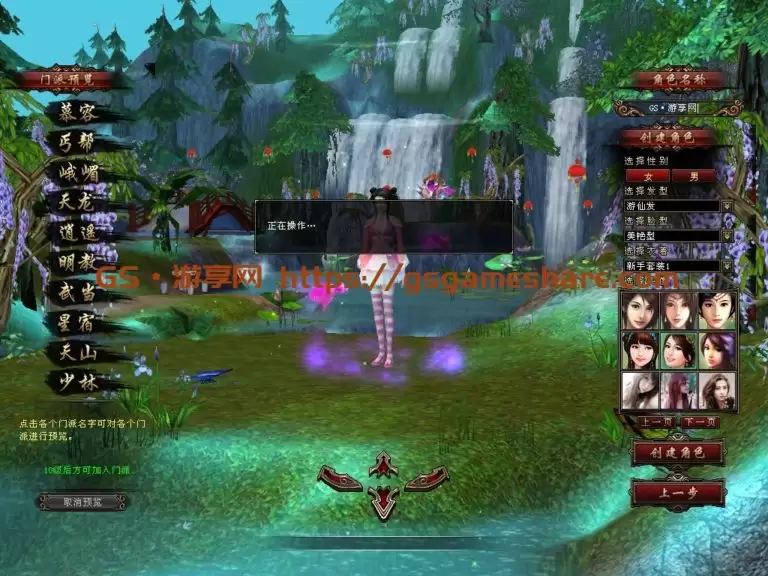 门派预览
慕容
丐帮
峨嵋
天龙
逍遥
明教
武当
星宿
天山
少林
点击各个门派名字可对各个门
派进行预览。
10级后方可加入门派
取消预览
正在操作…
GS·游享网 https://gsgameshare.com
角色名称
GS·游享网
创建角色
选择性别
女 男
选择发型
游仙发
选择脸型
美艳型
选择衣着
新手套装1
上一页 下一页
创建角色
上一步